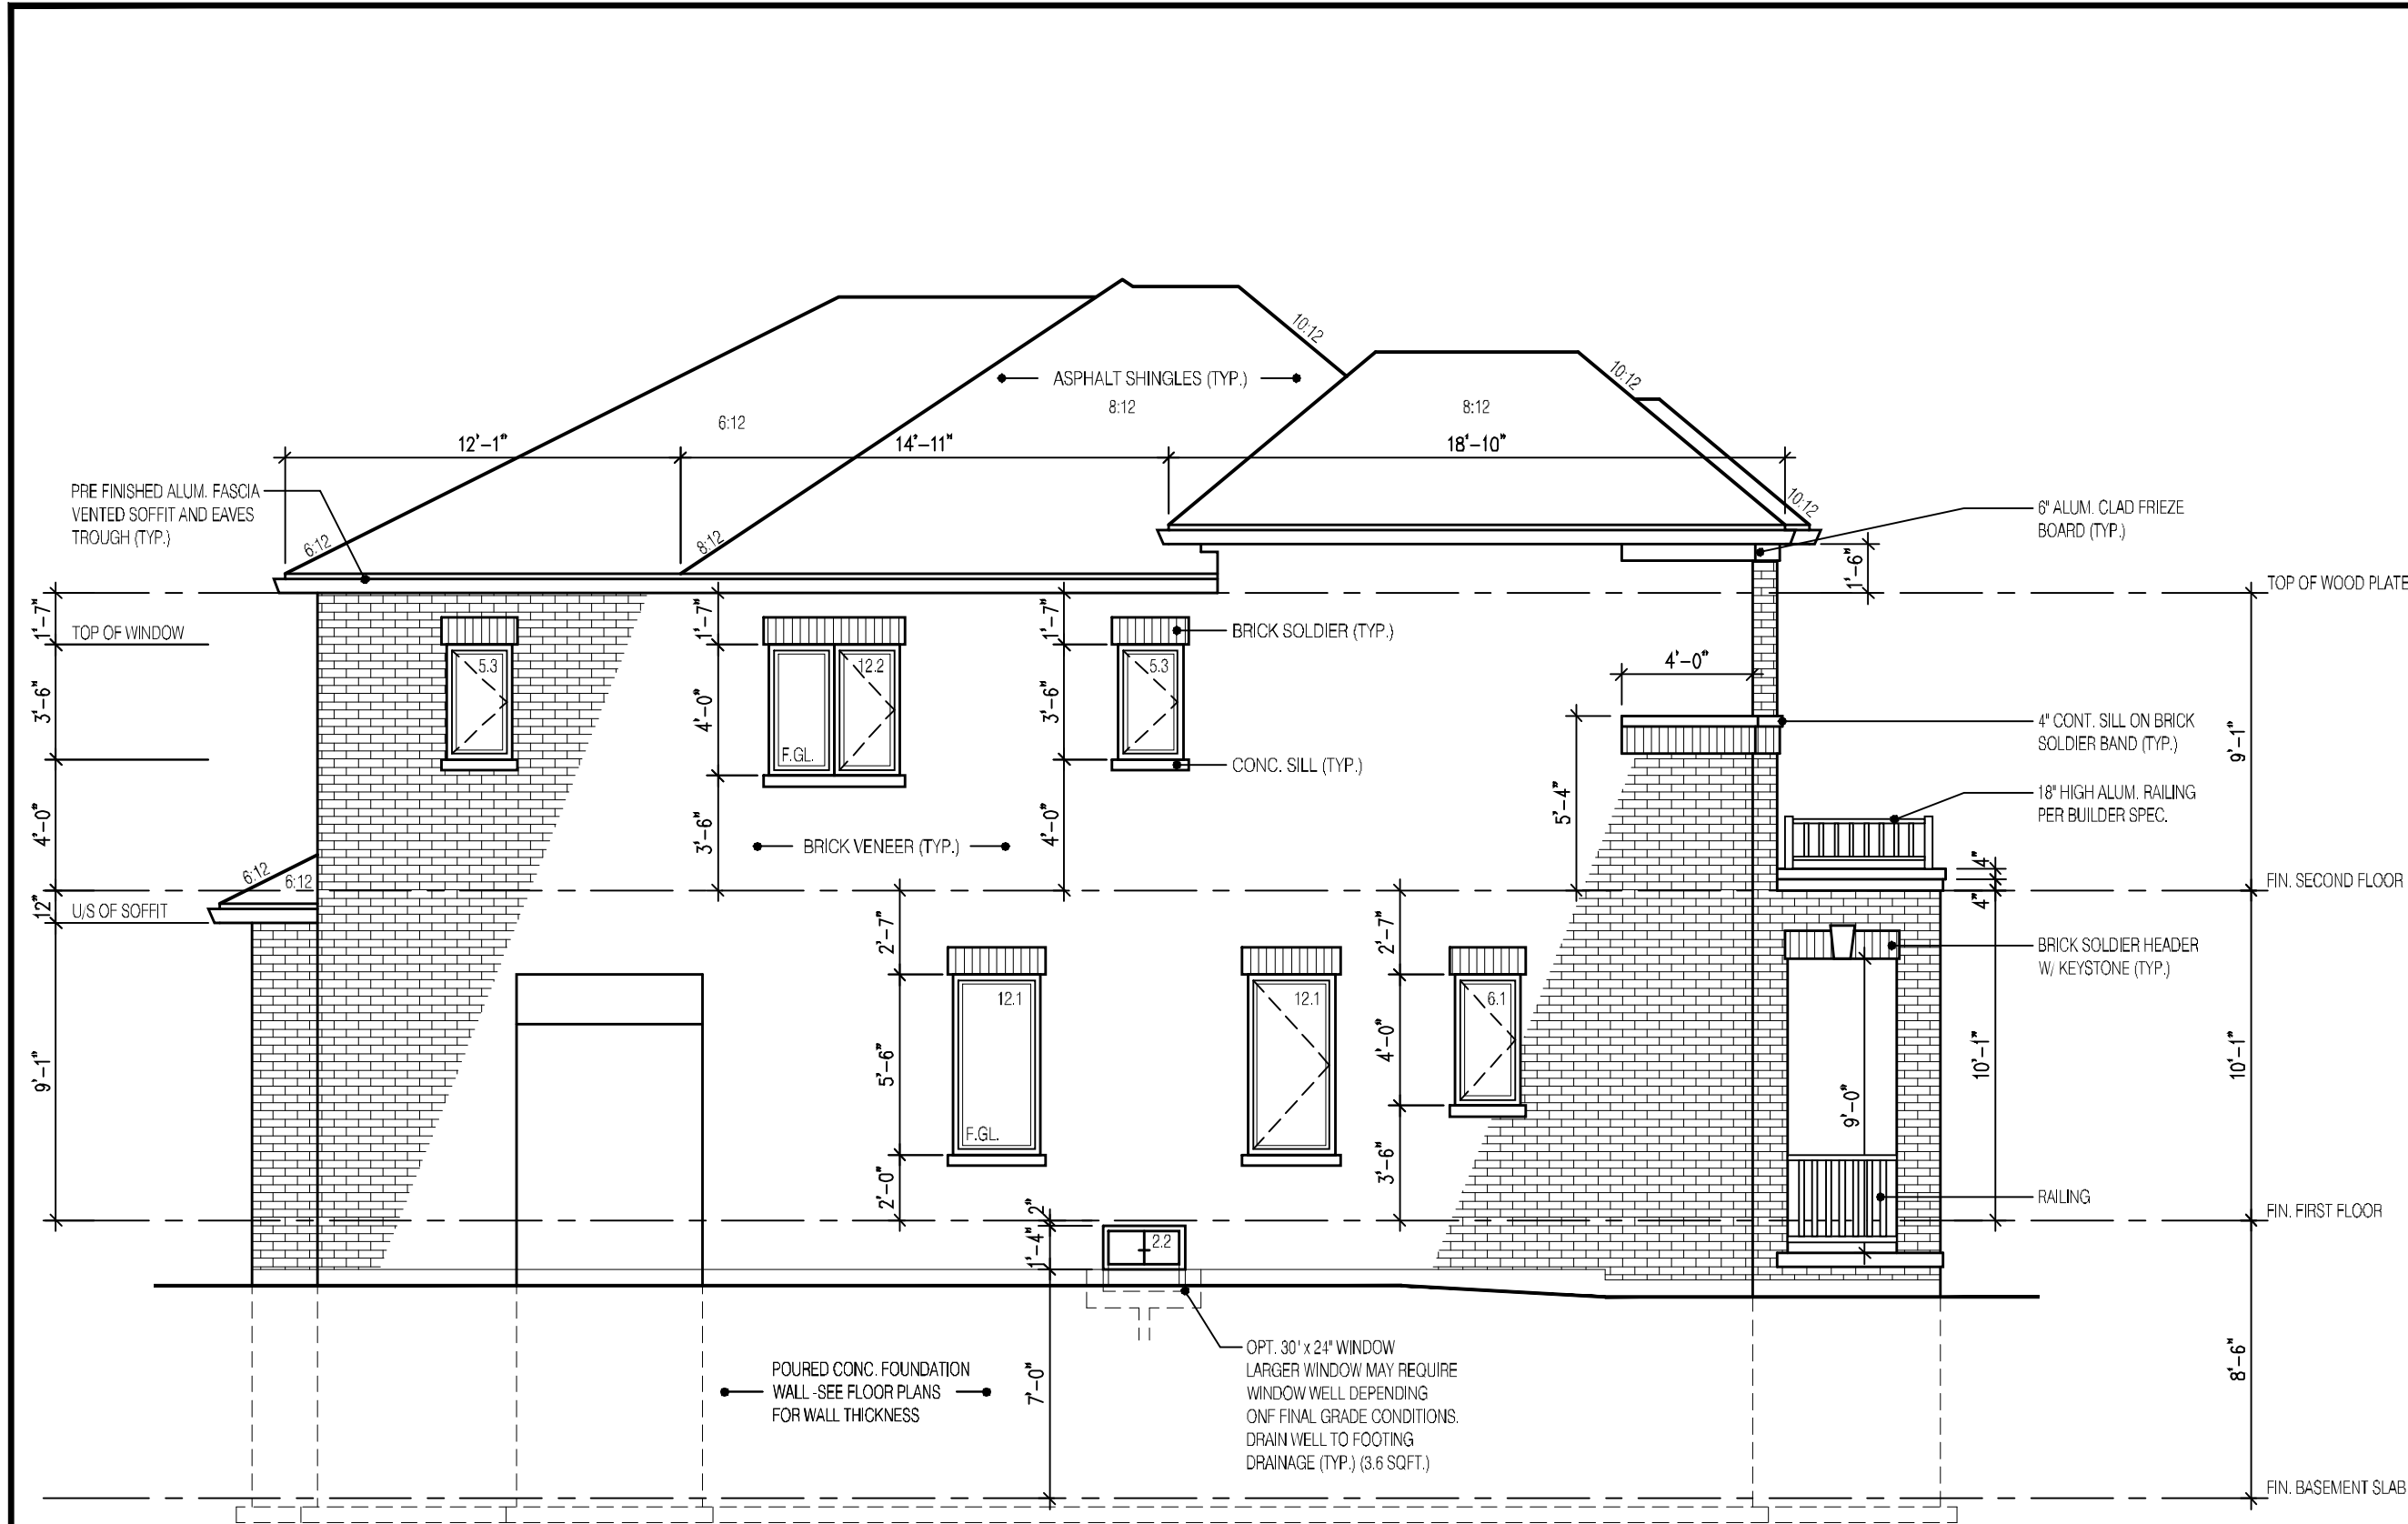 10:12
10:12
ASPHALT SHINGLES (TYP.)
8:12
8:12
6:12
12'-1"
14'-11"
18'-10"
PRE FINISHED ALUM. FASCIA
VENTED SOFFIT AND EAVES
TROUGH (TYP.)
6:12
8:12
10:12
6" ALUM. CLAD FRIEZE
BOARD (TYP.)
1'-6"
TOP OF WOOD PLATE
1'-7"
1'-7"
1'-7"
TOP OF WINDOW
BRICK SOLDIER (TYP.)
5.3
12.2
5.3
4'-0"
3'-6"
4'-0"
3'-6"
F.GL.
CONC. SILL (TYP.)
4" CONT. SILL ON BRICK
SOLDIER BAND (TYP.)
9'-1"
18" HIGH ALUM. RAILING
PER BUILDER SPEC.
4'-0"
3'-6"
4'-0"
5'-4"
BRICK VENEER (TYP.)
4"
6:12
6:12
FIN. SECOND FLOOR
12"
U/S OF SOFFIT
4"
2'-7"
2'-7"
BRICK SOLDIER HEADER
W/ KEYSTONE (TYP.)
12.1
12.1
6.1
9'-1"
5'-6"
4'-0"
10'-1"
10'-1"
9'-0"
F.GL.
2'-0"
3'-6"
RAILING
2"
FIN. FIRST FLOOR
1'-4"
2.2
POURED CONC. FOUNDATION
WALL -SEE FLOOR PLANS
FOR WALL THICKNESS
7'-0"
OPT. 30" x 24" WINDOW
LARGER WINDOW MAY REQUIRE
WINDOW WELL DEPENDING
ONF FINAL GRADE CONDITIONS.
DRAIN WELL TO FOOTING
DRAINAGE (TYP.) (3.6 SQFT.)
8'-6"
FIN. BASEMENT SLAB